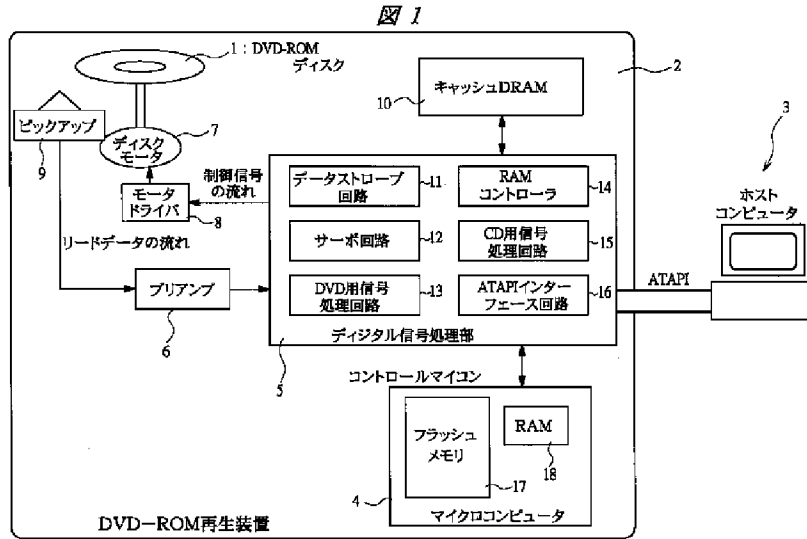 図 1
1:DVD-ROM
ディスク
2
キャッシュDRAM
10
3
ピックアップ
9
ディスク
モータ
7
モータ
ドライバ
8
制御信号
の流れ
データストローブ
回路
11
RAM
コントローラ
14
ホスト
コンピュータ
リードデータの流れ
サーボ回路
12
CD用信号
処理回路
15
プリアンプ
6
DVD用信号
処理回路
13
ATAPIインター
フェース回路
16
ATAPI
ディジタル信号処理部
5
コントロールマイコン
フラッシュ
メモリ
17
RAM
18
4
マイクロコンピュータ
DVD-ROM再生装置